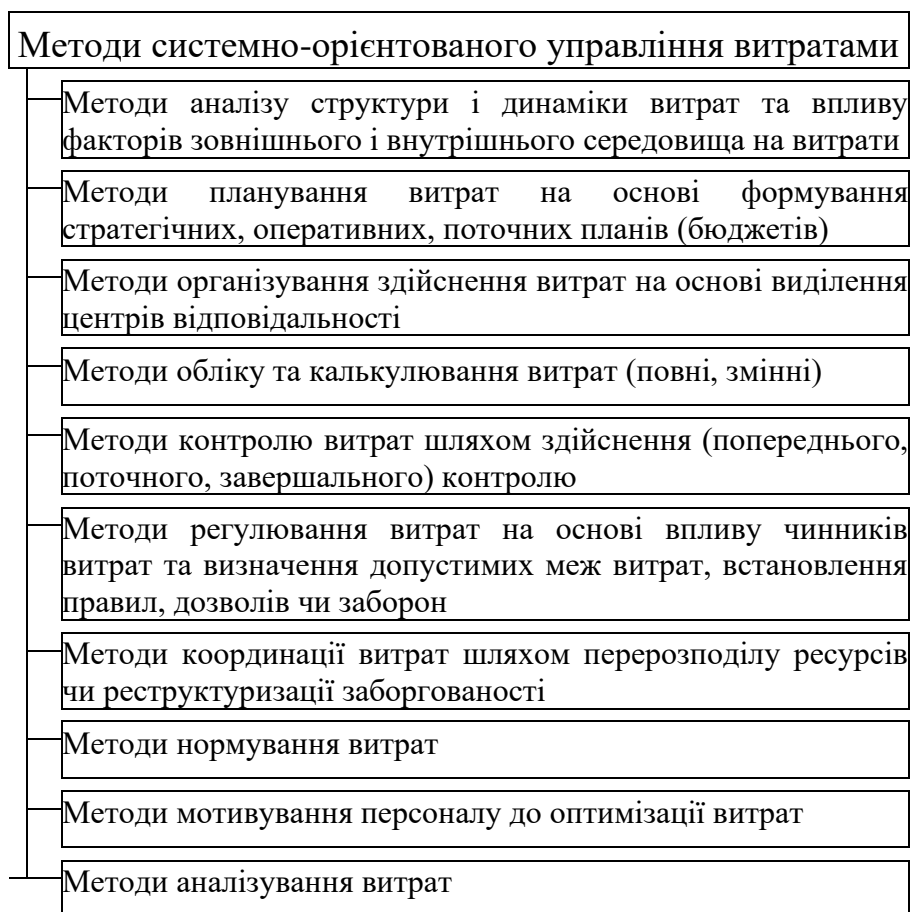 Методи системно-орієнтованого управління витратами
Методи аналізу структури і динаміки витрат та впливу
факторів зовнішнього і внутрішнього середовища на витрати
Методи планування витрат на основі формування
стратегічних, оперативних, поточних планів (бюджетів)
Методи організування здійснення витрат на основі виділення
центрів відповідальності
Методи обліку та калькулювання витрат (повні, змінні)
Методи контролю витрат шляхом здійснення (попереднього,
поточного, завершального) контролю
Методи регулювання витрат на основі впливу чинників
витрат та визначення допустимих меж витрат, встановлення
правил, дозволів чи заборон
Методи координації витрат шляхом перерозподілу ресурсів
чи реструктуризації заборгованості
Методи нормування витрат
Методи мотивування персоналу до оптимізації витрат
Методи аналізування витрат